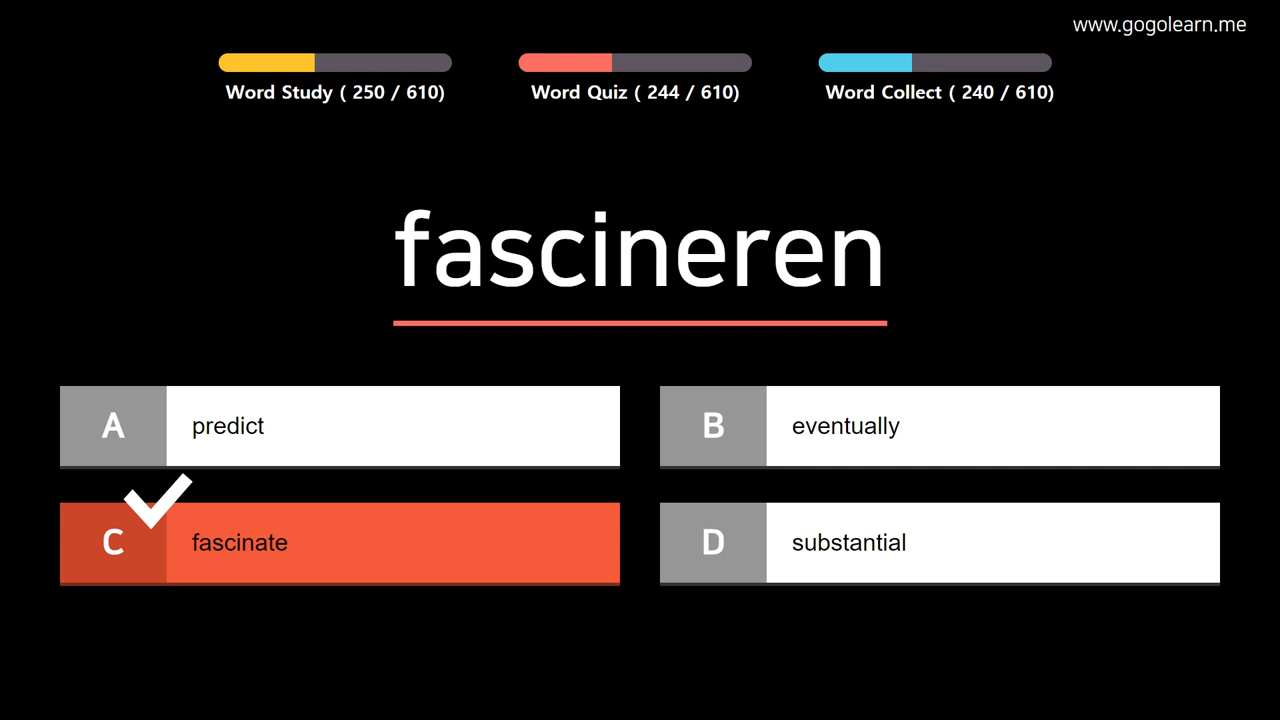 www.gogolearn.me
Word Study ( 250 / 610)
Word Quiz ( 244 / 610)
Word Collect ( 240 / 610)
fascineren
A predict
B eventually
C fascinate
D substantial